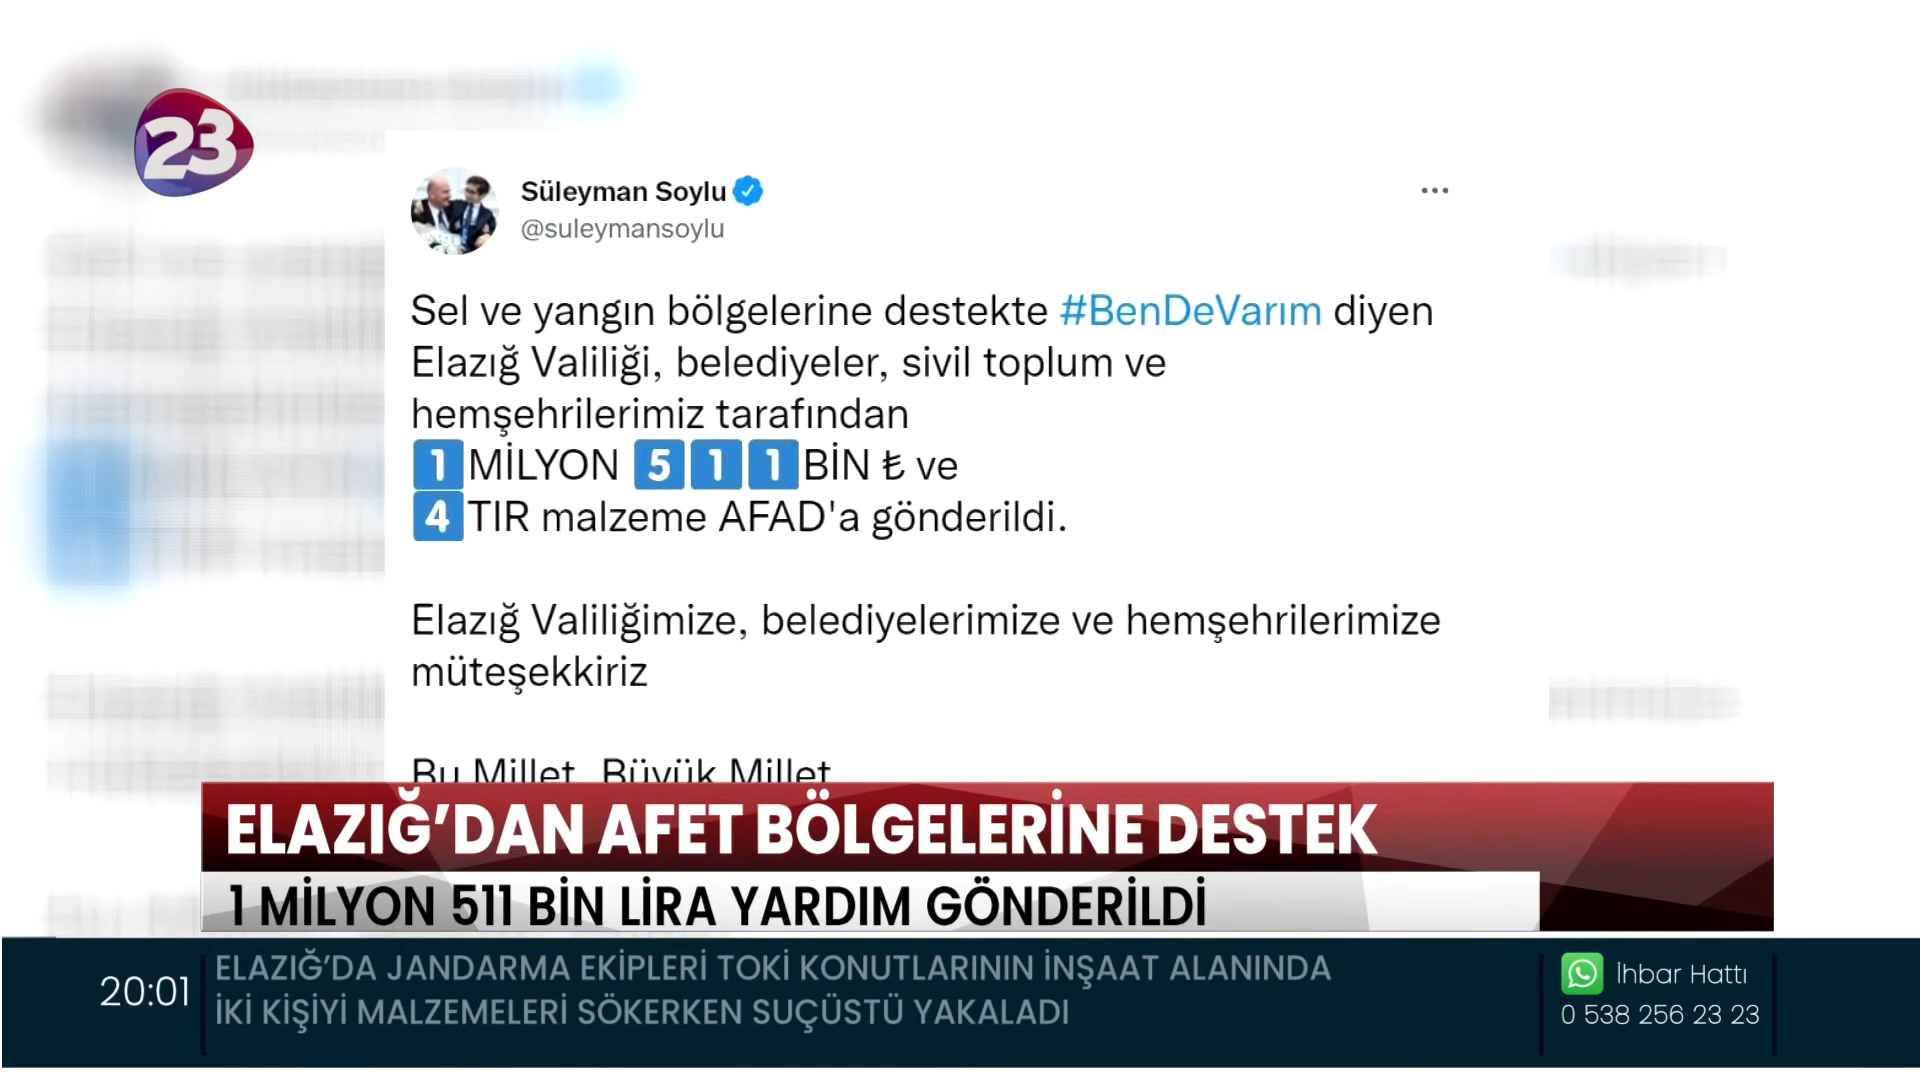 23
Süleyman Soylu
@suleymansoylu
Sel ve yangın bölgelerine destekte #BenDeVarım diyen
Elazığ Valiliği, belediyeler, sivil toplum ve
hemşehrilerimiz tarafından
1 MİLYON 5 1 1 BİN ₺ ve
4 TIR malzeme AFAD'a gönderildi.
Elazığ Valiliğimize, belediyelerimize ve hemşehrilerimize
müteşekkiriz
Bu Millet, Büyük Millet
ELAZIĞ’DAN AFET BÖLGELERİNE DESTEK
1 MİLYON 511 BİN LİRA YARDIM GÖNDERİLDİ
20:01
ELAZIĞ’DA JANDARMA EKİPLERİ TOKİ KONUTLARININ İNŞAAT ALANINDA
İKİ KİŞİYİ MALZEMELERİ SÖKERKEN SUÇÜSTÜ YAKALADI
İhbar Hattı
0 538 256 23 23